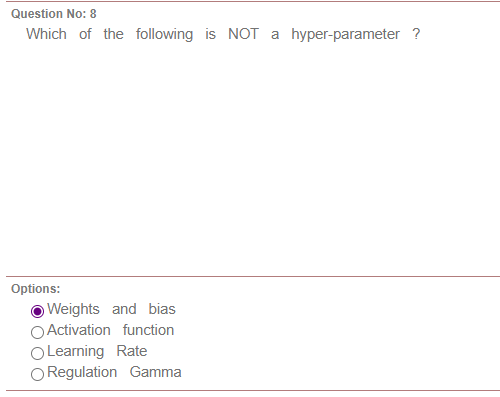 Question No: 8
Which of the following is NOT a hyper-parameter ?
Options:
Weights and bias
Activation function
Learning Rate
Regulation Gamma